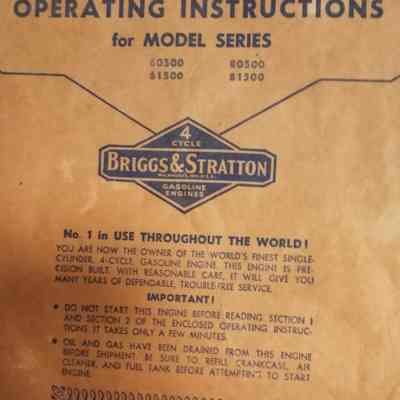 OPERATING INSTRUCTIONS
for MODEL SERIES
60500 80500
61500 81500
4
CYCLE
BRIGGS & STRATTON
MILWAUKEE, WIS. U.S.A.
GASOLINE
ENGINES
No. 1 in USE THROUGHOUT THE WORLD!
YOU ARE NOW THE OWNER OF THE WORLD'S FINEST SINGLE-
CYLINDER, 4-CYCLE, GASOLINE ENGINE. THIS ENGINE IS PRE-
CISION BUILT. WITH REASONABLE CARE, IT WILL GIVE YOU
MANY YEARS OF DEPENDABLE, TROUBLE-FREE SERVICE.
IMPORTANT!
• DO NOT START THIS ENGINE BEFORE READING SECTION 1
AND SECTION 2 OF THE ENCLOSED OPERATING INSTRUC-
TIONS. IT TAKES ONLY A FEW MINUTES.
• OIL AND GAS HAVE BEEN DRAINED FROM THIS ENGINE
BEFORE SHIPMENT. BE SURE TO REFILL CRANKCASE, AIR
CLEANER, AND FUEL TANK BEFORE ATTEMPTING TO START
ENGINE.